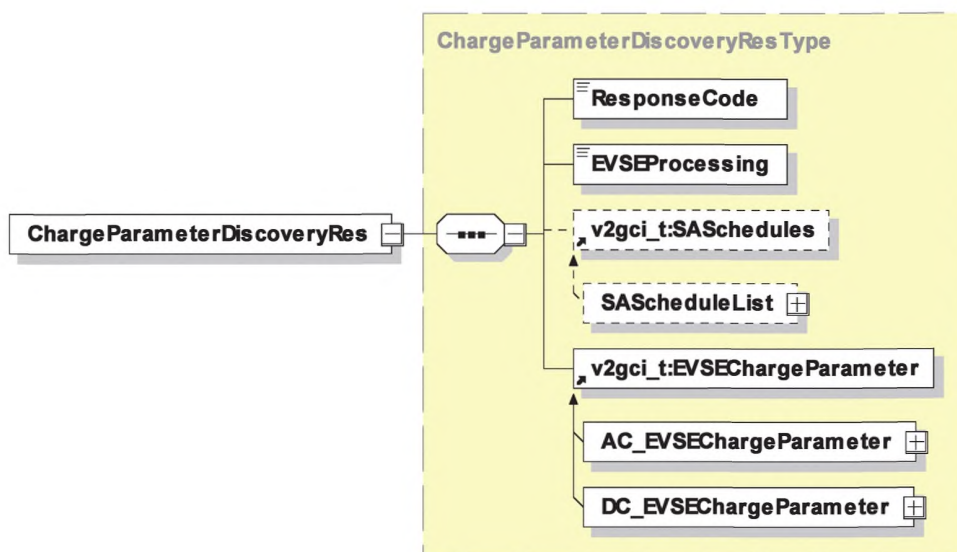 ChargeParameterDiscoveryResType
ResponseCode
EVSEProcessing
ChargeParameterDiscoveryRes
v2gci_t:SASchedules
SAScheduleList
v2gci_t:EVSEChargeParameter
AC_EVSEChargeParameter
DC_EVSEChargeParameter